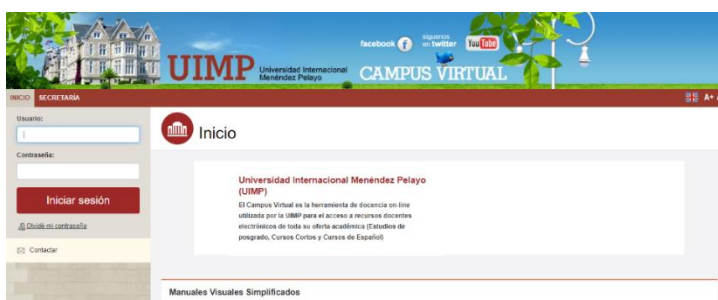 facebook
síguenos
en twitter
You Tube
UIMP
Universidad Internacional
Menéndez Pelayo
CAMPUS VIRTUAL
INICIO SECRETARÍA
A+
Usuario:
Inicio
Contraseña:
Iniciar sesión
Olvidé mi contraseña
Contactar
Universidad Internacional Menéndez Pelayo
(UIMP)
El Campus Virtual es la herramienta de docencia on-line
utilizada por la UIMP para el acceso a recursos docentes
electrónicos de toda su oferta académica (Estudios de
posgrado, Cursos Cortos y Cursos de Español)
Manuales Visuales Simplificados